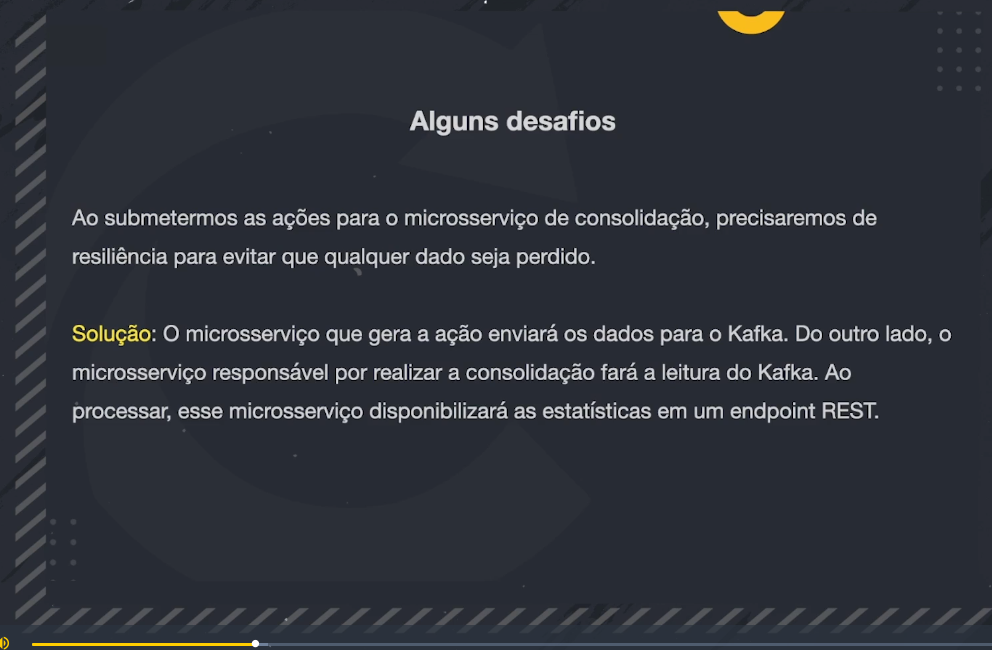 Alguns desafios
Ao submetermos as ações para o microsserviço de consolidação, precisaremos de
resiliência para evitar que qualquer dado seja perdido.
Solução: O microsserviço que gera a ação enviará os dados para o Kafka. Do outro lado, o
microsserviço responsável por realizar a consolidação fará a leitura do Kafka. Ao
processar, esse microsserviço disponibilizará as estatísticas em um endpoint REST.